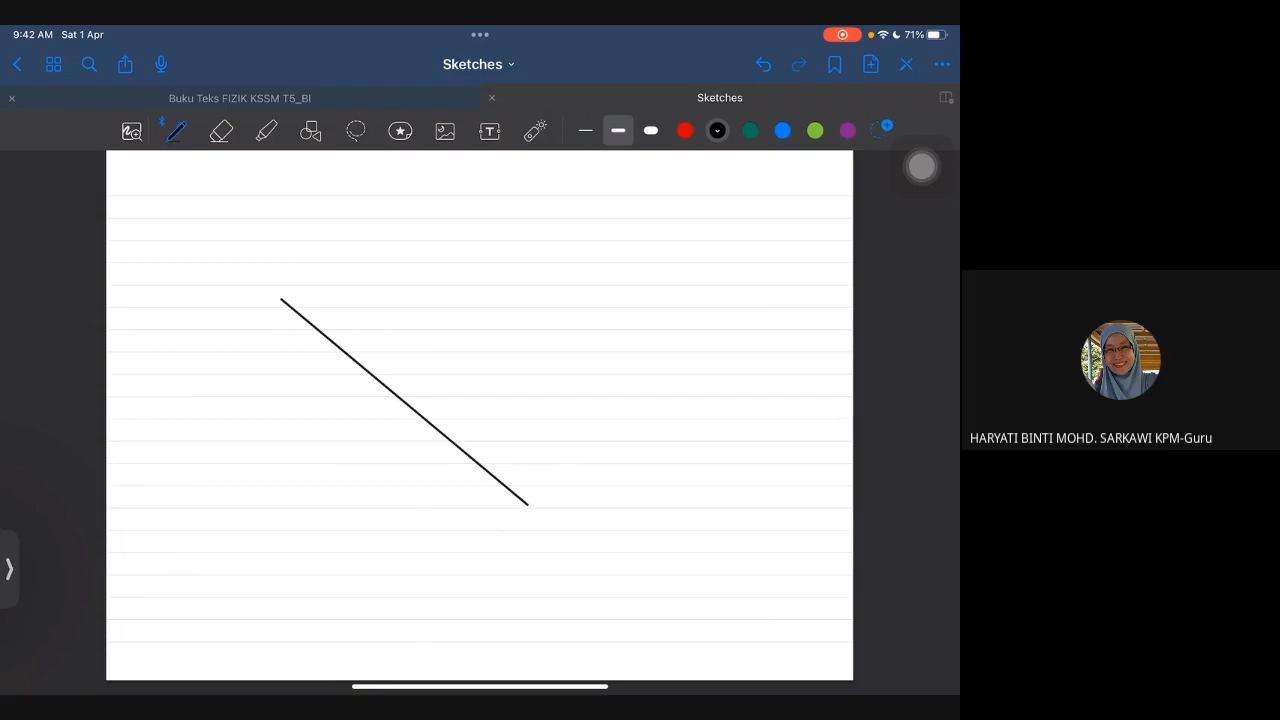 9:42 AM Sat 1 Apr
71%
Sketches
Buku Teks FIZIK KSSM T5_BI
Sketches
T
HARYATI BINTI MOHD. SARKAWI KPM-Guru